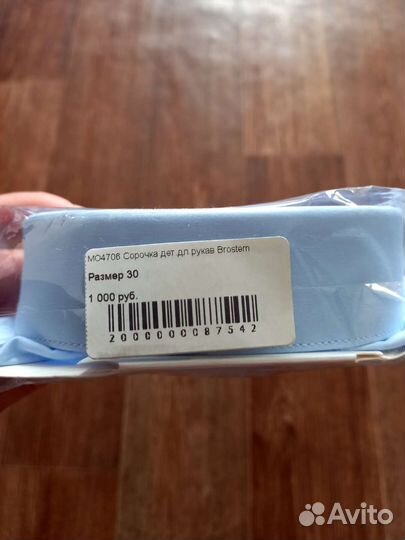 МО4706 Сорочка дет дл рукав Brostem
Размер 30
1 000 руб.
2000000087542
Avito